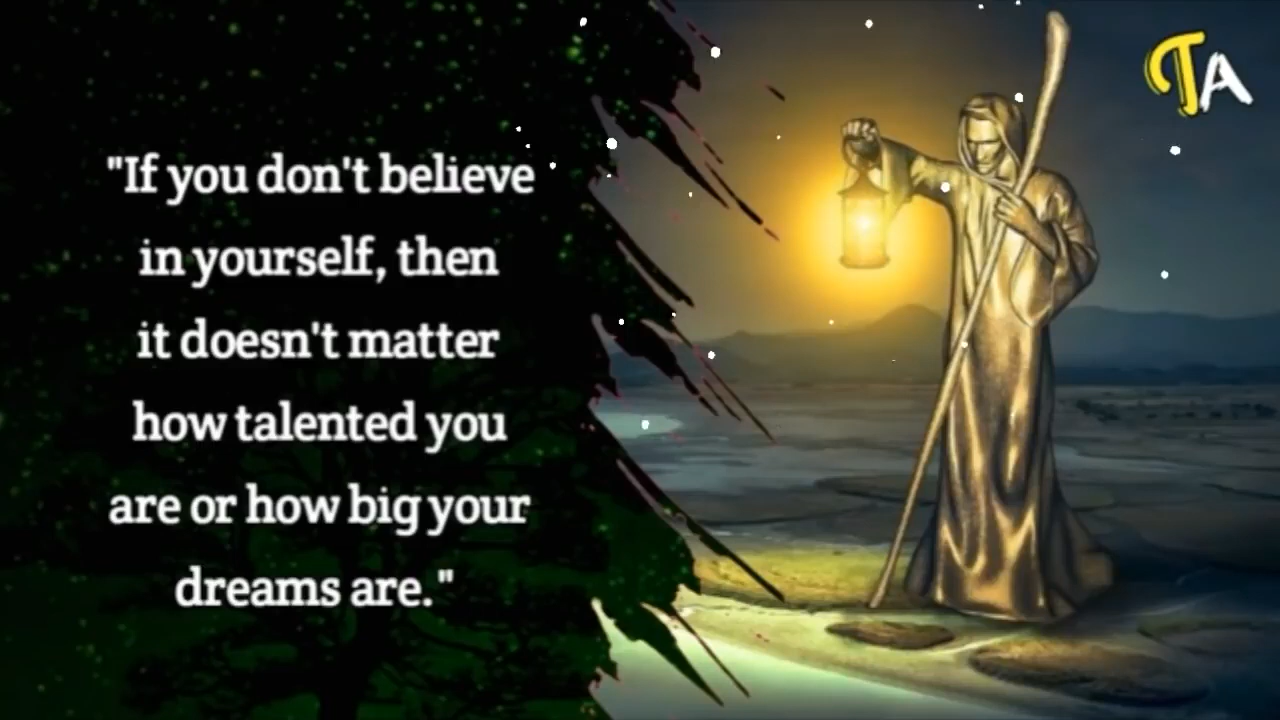 "If you don't believe
in yourself, then
it doesn't matter
how talented you
are or how big your
dreams are."
TA